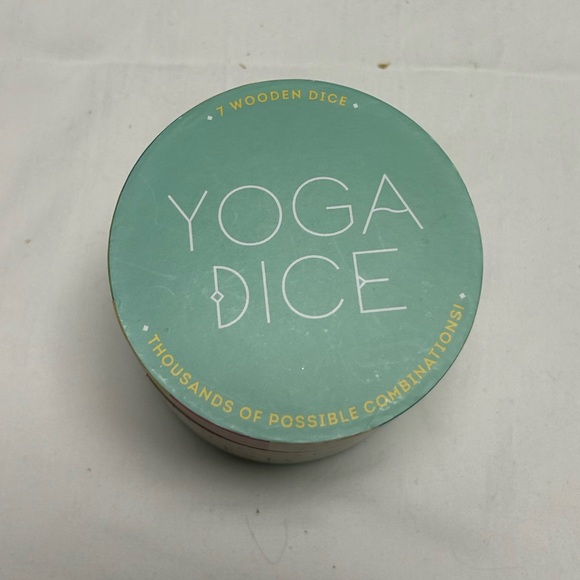 7 WOODEN DICE
YOGA
DICE
THOUSANDS OF POSSIBLE COMBINATIONS!